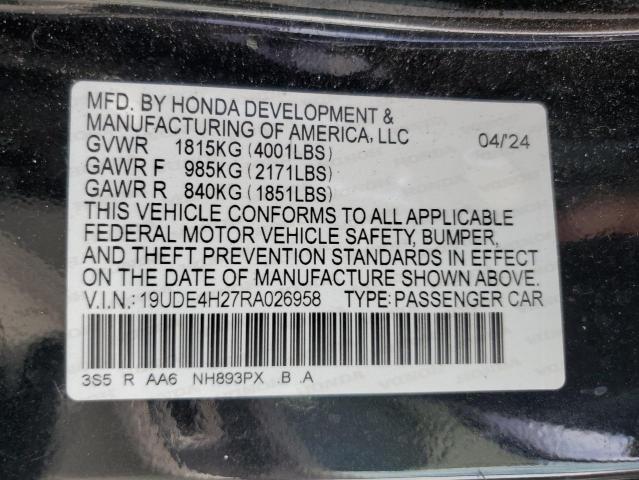 MFD. BY HONDA DEVELOPMENT &
MANUFACTURING OF AMERICA, LLC 04/24
GVWR 1815KG (4001LBS)
GAWR F 985KG (2171LBS)
GAWR R 840KG (1851LBS)
THIS VEHICLE CONFORMS TO ALL APPLICABLE
FEDERAL MOTOR VEHICLE SAFETY, BUMPER,
AND THEFT PREVENTION STANDARDS IN EFFECT
ON THE DATE OF MANUFACTURE SHOWN ABOVE.
V.I.N.: 19UDE4H27RA026958 TYPE: PASSENGER CAR
3S5 R AA6 NH893PX .B .A